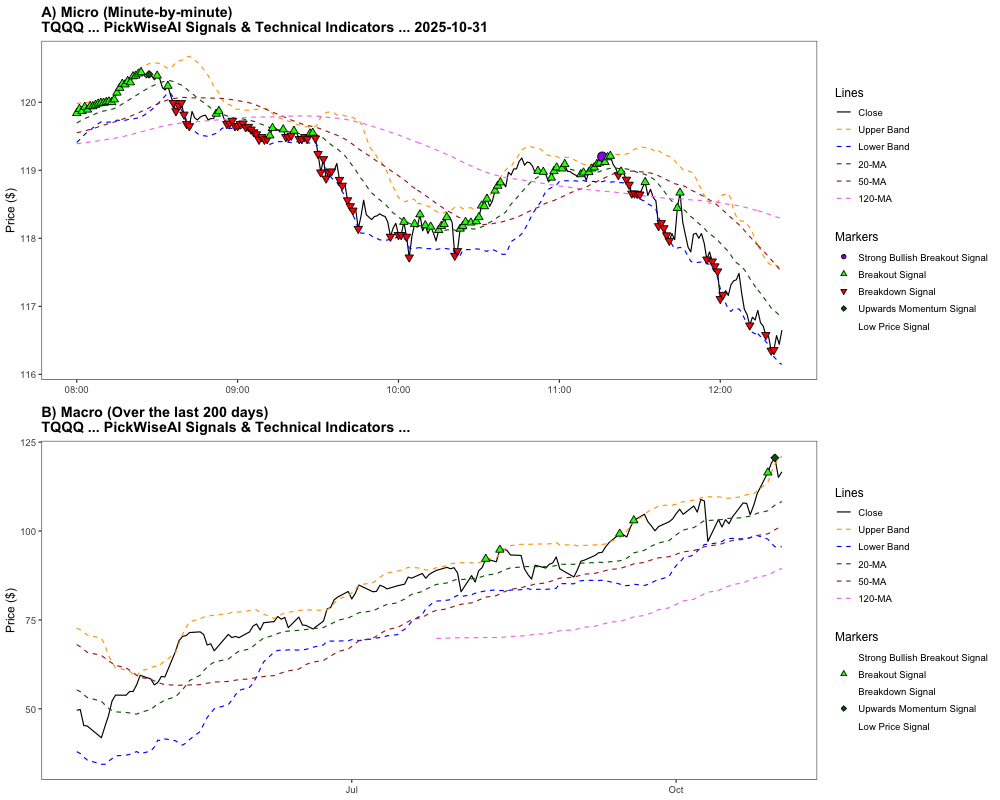 A) Micro (Minute-by-minute)
TQQQ ... PickWiseAI Signals & Technical Indicators ... 2025-10-31
Price ($)
120
119
118
117
116
08:00
09:00
10:00
11:00
12:00
Lines
Close
Upper Band
Lower Band
20-MA
50-MA
120-MA
Markers
Strong Bullish Breakout Signal
Breakout Signal
Breakdown Signal
Upwards Momentum Signal
Low Price Signal
B) Macro (Over the last 200 days)
TQQQ ... PickWiseAI Signals & Technical Indicators ...
Price ($)
125
100
75
50
Jul
Oct
Lines
Close
Upper Band
Lower Band
20-MA
50-MA
120-MA
Markers
Strong Bullish Breakout Signal
Breakout Signal
Breakdown Signal
Upwards Momentum Signal
Low Price Signal